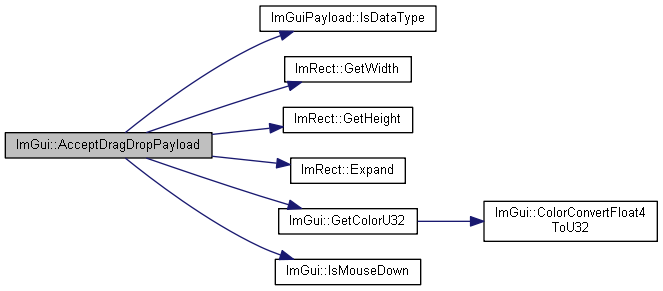 ImGuiPayload::IsDataType
ImRect::GetWidth
ImRect::GetHeight
ImGui::AcceptDragDropPayload
ImRect::Expand
ImGui::GetColorU32
ImGui::ColorConvertFloat4
ToU32
ImGui::IsMouseDown